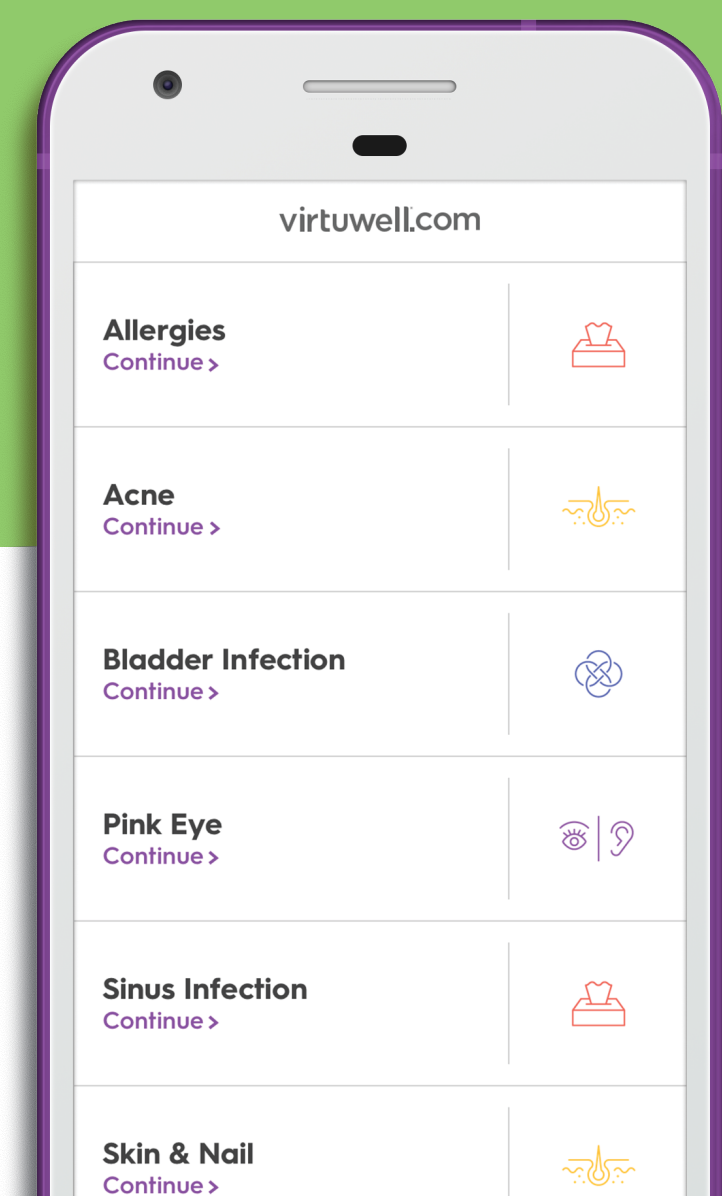 virtuwell.com
Allergies
Continue >
Acne
Continue >
Bladder Infection
Continue >
Pink Eye
Continue >
Sinus Infection
Continue >
Skin & Nail
Continue >